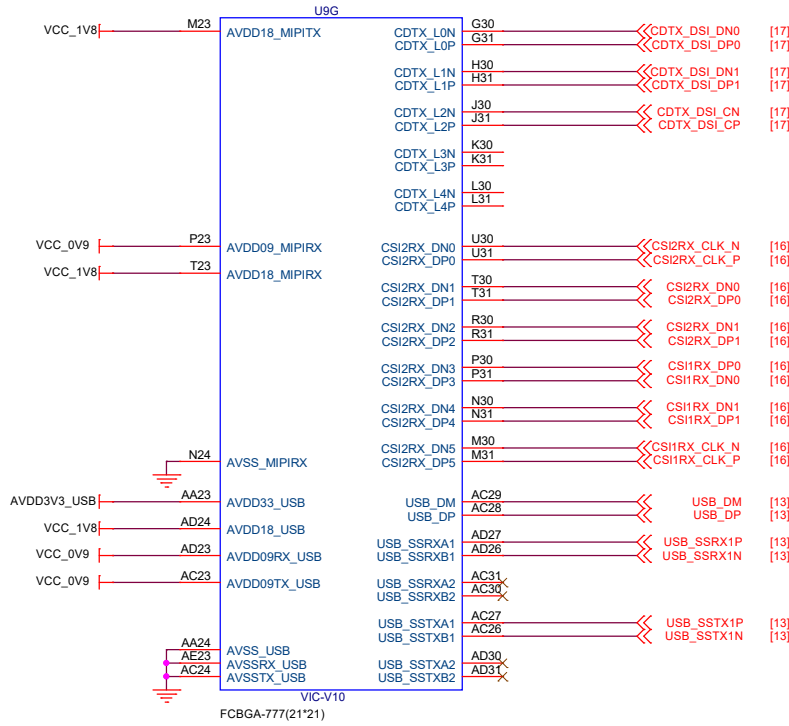 U9G
VCC_1V8 M23 AVDD18_MIPITX CDTX_L0N G30 CDTX_DSI_DN0 [17]
CDTX_L0P G31 CDTX_DSI_DP0 [17]
CDTX_L1N H30 CDTX_DSI_DN1 [17]
CDTX_L1P H31 CDTX_DSI_DP1 [17]
CDTX_L2N J30 CDTX_DSI_CN [17]
CDTX_L2P J31 CDTX_DSI_CP [17]
CDTX_L3N K30
CDTX_L3P K31
CDTX_L4N L30
CDTX_L4P L31
VCC_0V9 P23 AVDD09_MIPIRX CSI2RX_DN0 U30 CSI2RX_CLK_N [16]
CSI2RX_DP0 U31 CSI2RX_CLK_P [16]
VCC_1V8 T23 AVDD18_MIPIRX CSI2RX_DN1 T30 CSI2RX_DN0 [16]
CSI2RX_DP1 T31 CSI2RX_DP0 [16]
CSI2RX_DN2 R30 CSI2RX_DN1 [16]
CSI2RX_DP2 R31 CSI2RX_DP1 [16]
CSI2RX_DN3 P30 CSI1RX_DP0 [16]
CSI2RX_DP3 P31 CSI1RX_DN0 [16]
CSI2RX_DN4 N30 CSI1RX_DN1 [16]
CSI2RX_DP4 N31 CSI1RX_DP1 [16]
CSI2RX_DN5 M30 CSI1RX_CLK_N [16]
N24 AVSS_MIPIRX CSI2RX_DP5 M31 CSI1RX_CLK_P [16]
AVDD3V3_USB AA23 AVDD33_USB USB_DM AC29 USB_DM [13]
USB_DP AC28 USB_DP [13]
VCC_1V8 AD24 AVDD18_USB
USB_SSRXA1 AD27 USB_SSRX1P [13]
VCC_0V9 AD23 AVDD09RX_USB USB_SSRXB1 AD26 USB_SSRX1N [13]
VCC_0V9 AC23 AVDD09TX_USB USB_SSRXA2 AC31
USB_SSRXB2 AC30
USB_SSTXA1 AC27 USB_SSTX1P [13]
USB_SSTXB1 AC26 USB_SSTX1N [13]
AA24 AVSS_USB
AE23 AVSSRX_USB USB_SSTXA2 AD30
AC24 AVSSTX_USB USB_SSTXB2 AD31
VIC-V10
FCBGA-777(21*21)